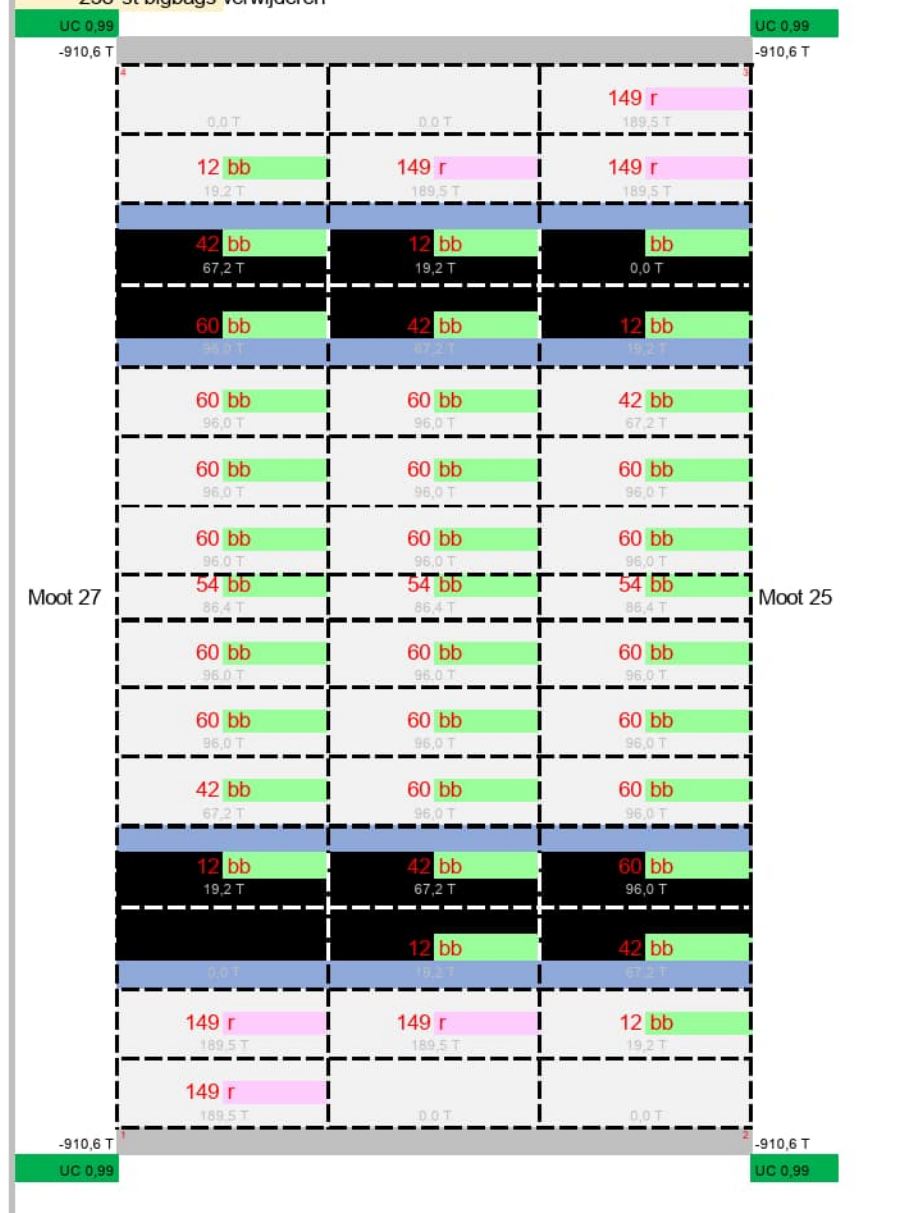 bigbags verwijderen
UC 0,99 UC 0,99
-910,6 T -910,6 T
4 3
149 r
0,0 T 0,0 T 189,5 T
12 bb 149 r 149 r
19,2 T 189,5 T 189,5 T
42 bb 12 bb bb
67,2 T 19,2 T 0,0 T
60 bb 42 bb 12 bb
96,0 T 67,2 T 19,2 T
60 bb 60 bb 42 bb
96,0 T 96,0 T 67,2 T
60 bb 60 bb 60 bb
96,0 T 96,0 T 96,0 T
60 bb 60 bb 60 bb
96,0 T 96,0 T 96,0 T
54 bb 54 bb 54 bb
Moot 27 86,4 T 86,4 T 86,4 T Moot 25
60 bb 60 bb 60 bb
96,0 T 96,0 T 96,0 T
60 bb 60 bb 60 bb
96,0 T 96,0 T 96,0 T
42 bb 60 bb 60 bb
67,2 T 96,0 T 96,0 T
12 bb 42 bb 60 bb
19,2 T 67,2 T 96,0 T
12 bb 42 bb
0,0 T 19,2 T 67,2 T
149 r 149 r 12 bb
189,5 T 189,5 T 19,2 T
149 r
189,5 T 0,0 T 0,0 T
1 2
-910,6 T -910,6 T
UC 0,99 UC 0,99